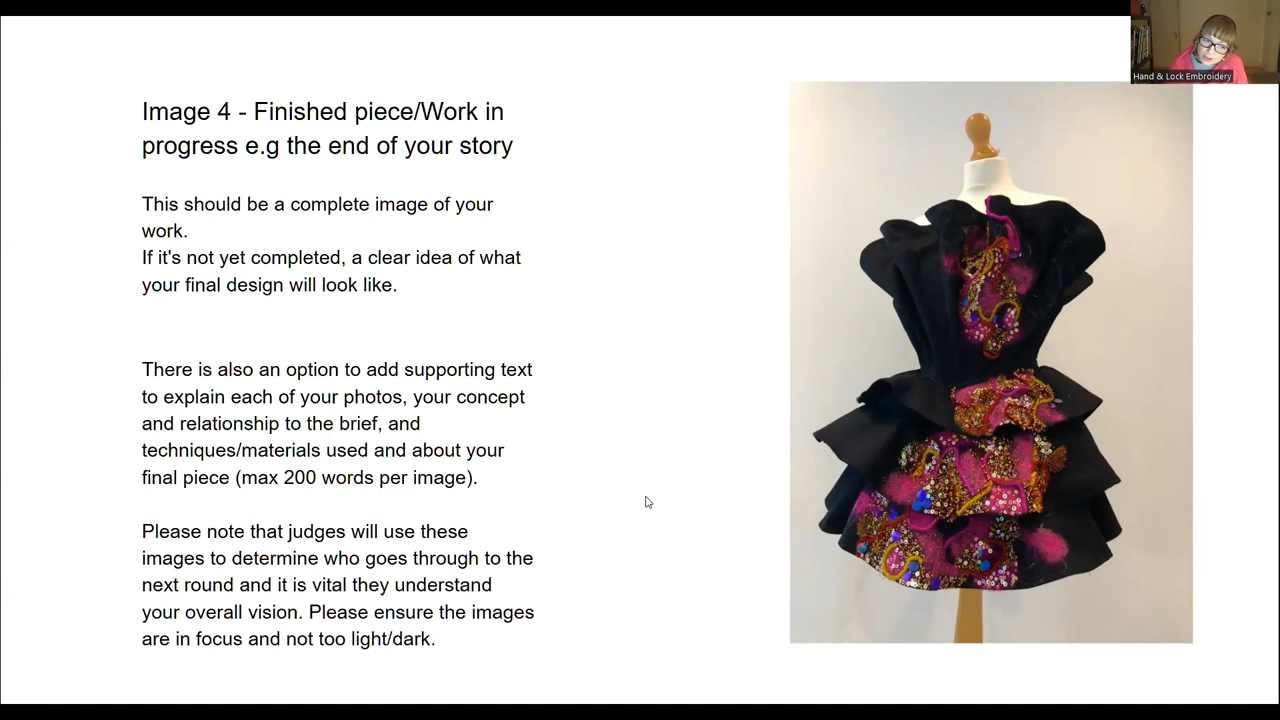 Hand & Lock Embroidery
Image 4 - Finished piece/Work in
progress e.g the end of your story
This should be a complete image of your
work.
If it's not yet completed, a clear idea of what
your final design will look like.
There is also an option to add supporting text
to explain each of your photos, your concept
and relationship to the brief, and
techniques/materials used and about your
final piece (max 200 words per image).
Please note that judges will use these
images to determine who goes through to the
next round and it is vital they understand
your overall vision. Please ensure the images
are in focus and not too light/dark.